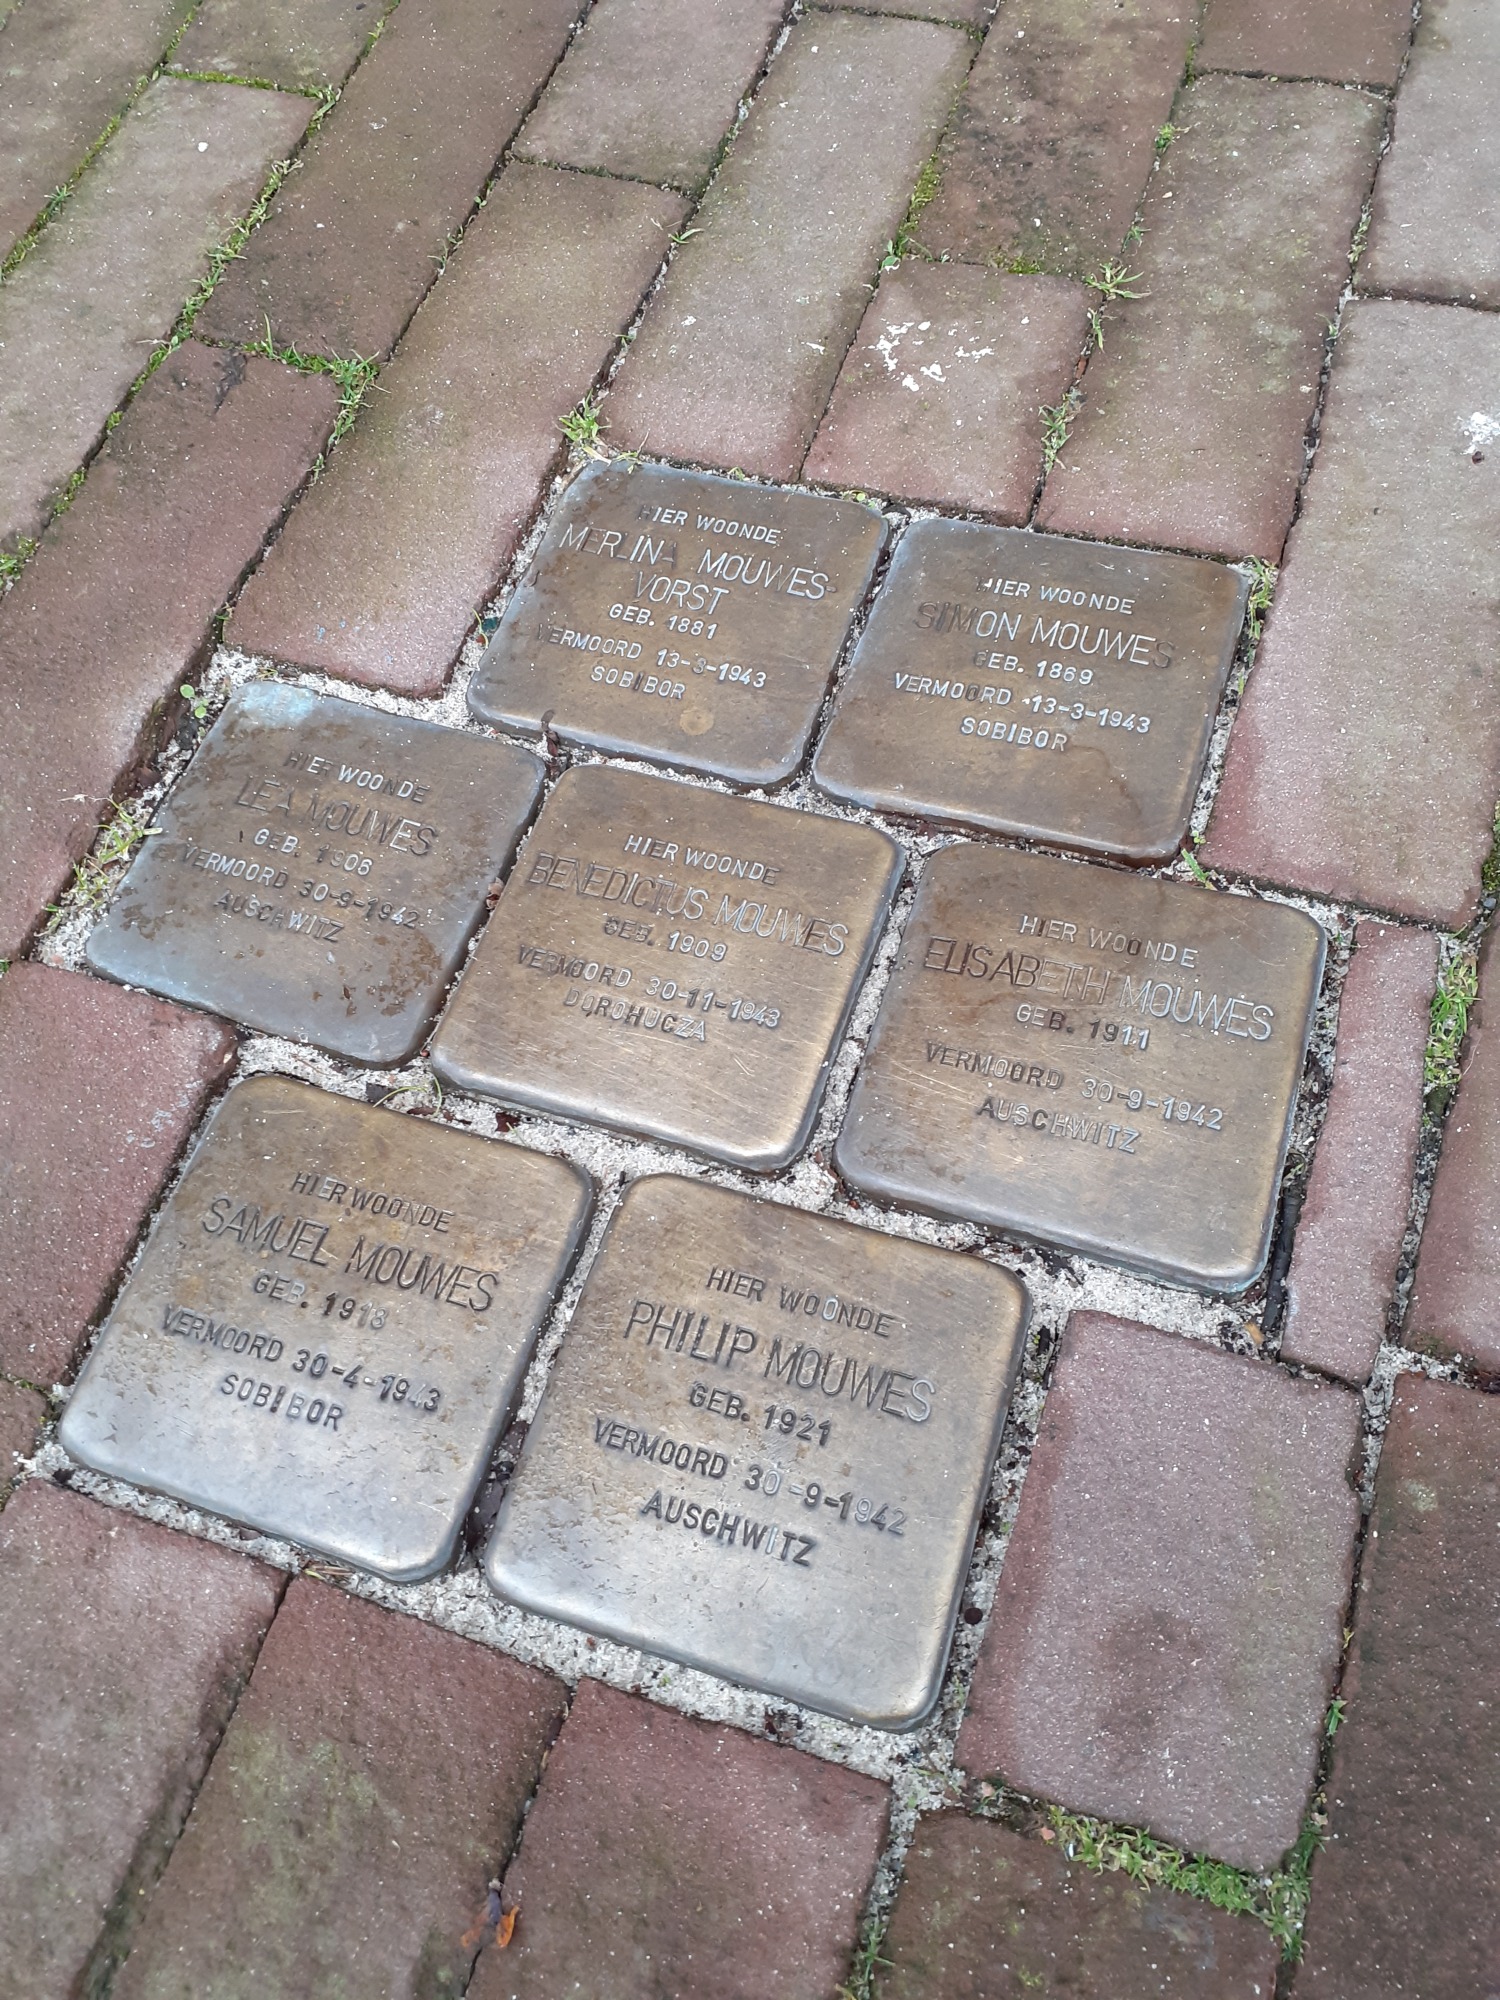 HIER WOONDE
MERLINA MOUWES-
VORST
GEB. 1881
VERMOORD 13-3-1943
SOBIBOR
HIER WOONDE
SIMON MOUWES
GEB. 1869
VERMOORD 13-3-1943
SOBIBOR
HIER WOONDE
LEA MOUWES
GEB. 1906
VERMOORD 30-9-1942
AUSCHWITZ
HIER WOONDE
BENEDICTUS MOUWES
GEB. 1909
VERMOORD 30-11-1943
DOROHUCZA
HIER WOONDE
ELISABETH MOUWES
GEB. 1911
VERMOORD 30-9-1942
AUSCHWITZ
HIER WOONDE
SAMUEL MOUWES
GEB. 1918
VERMOORD 30-4-1943
SOBIBOR
HIER WOONDE
PHILIP MOUWES
GEB. 1921
VERMOORD 30-9-1942
AUSCHWITZ